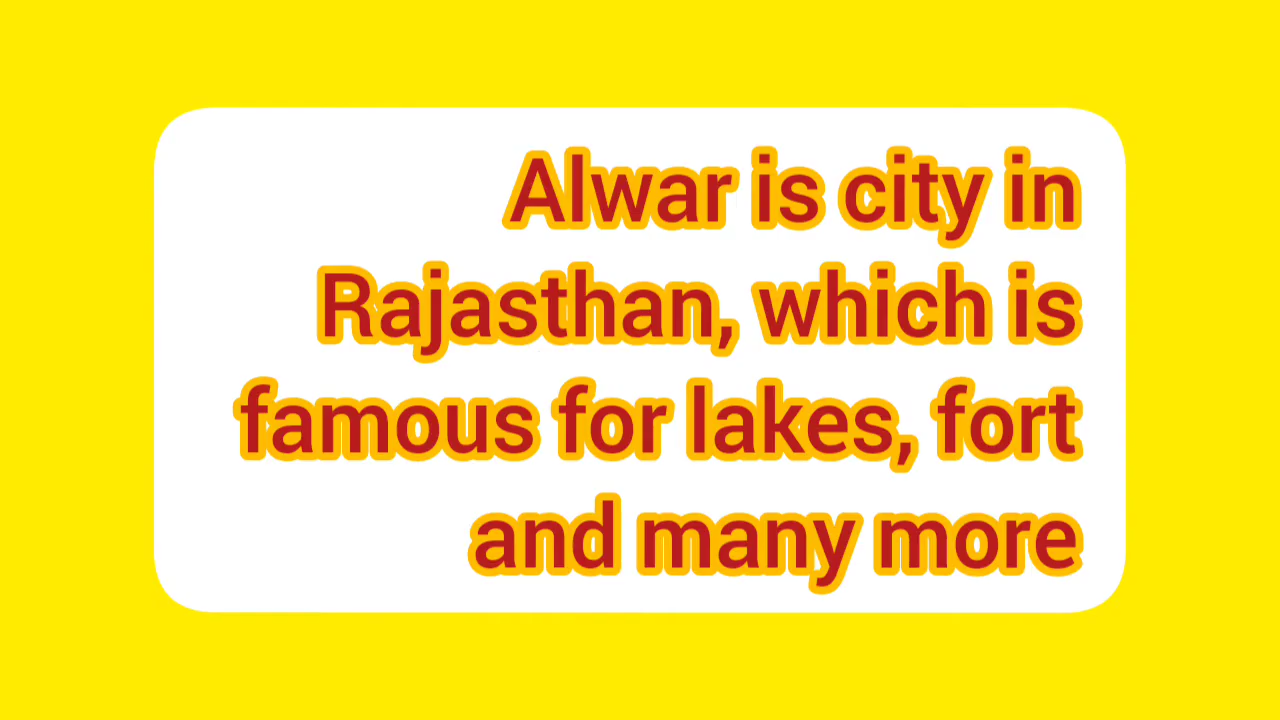 Alwar is city in
Rajasthan, which is
famous for lakes, fort
and many more